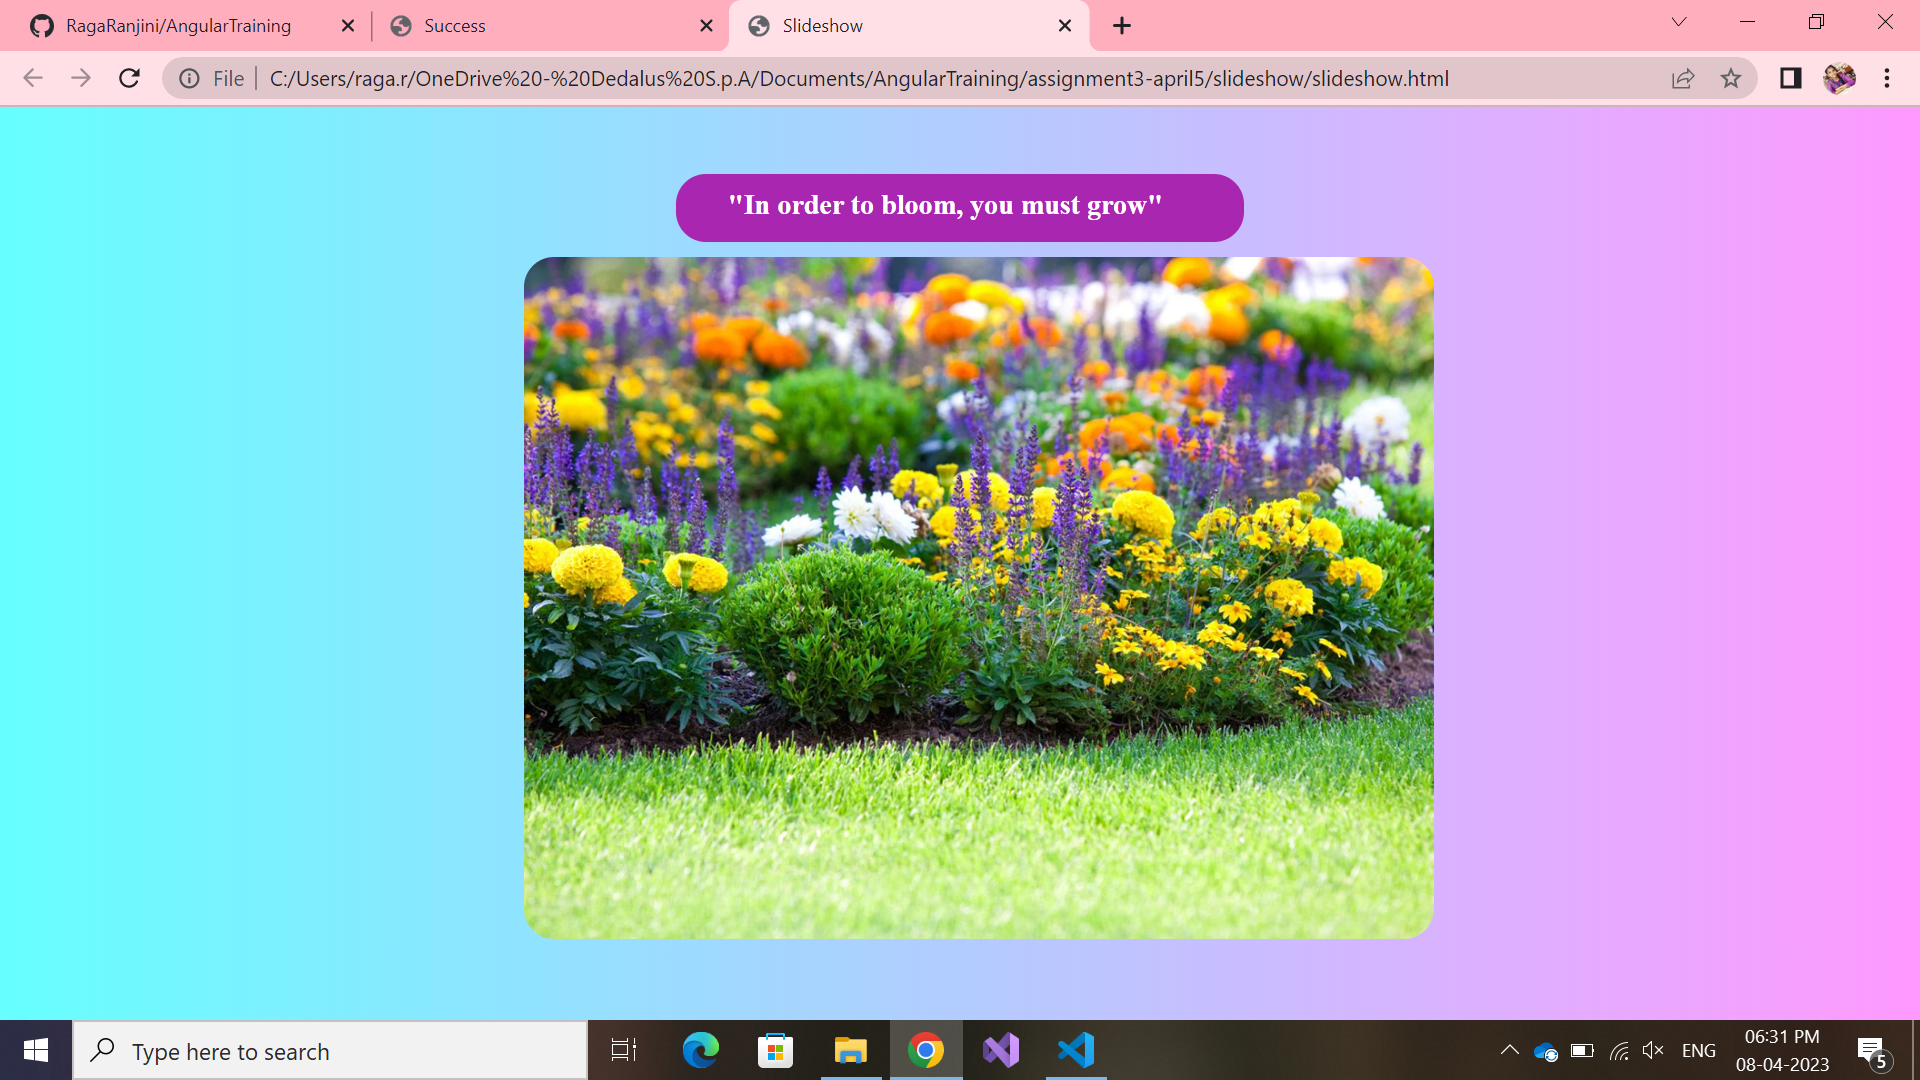 RagaRanjini/AngularTraining
Success
Slideshow
File
C:/Users/raga.r/OneDrive%20-%20Dedalus%20S.p.A/Documents/AngularTraining/assignment3-april5/slideshow/slideshow.html
"In order to bloom, you must grow"
Type here to search
ENG
06:31 PM
08-04-2023
5